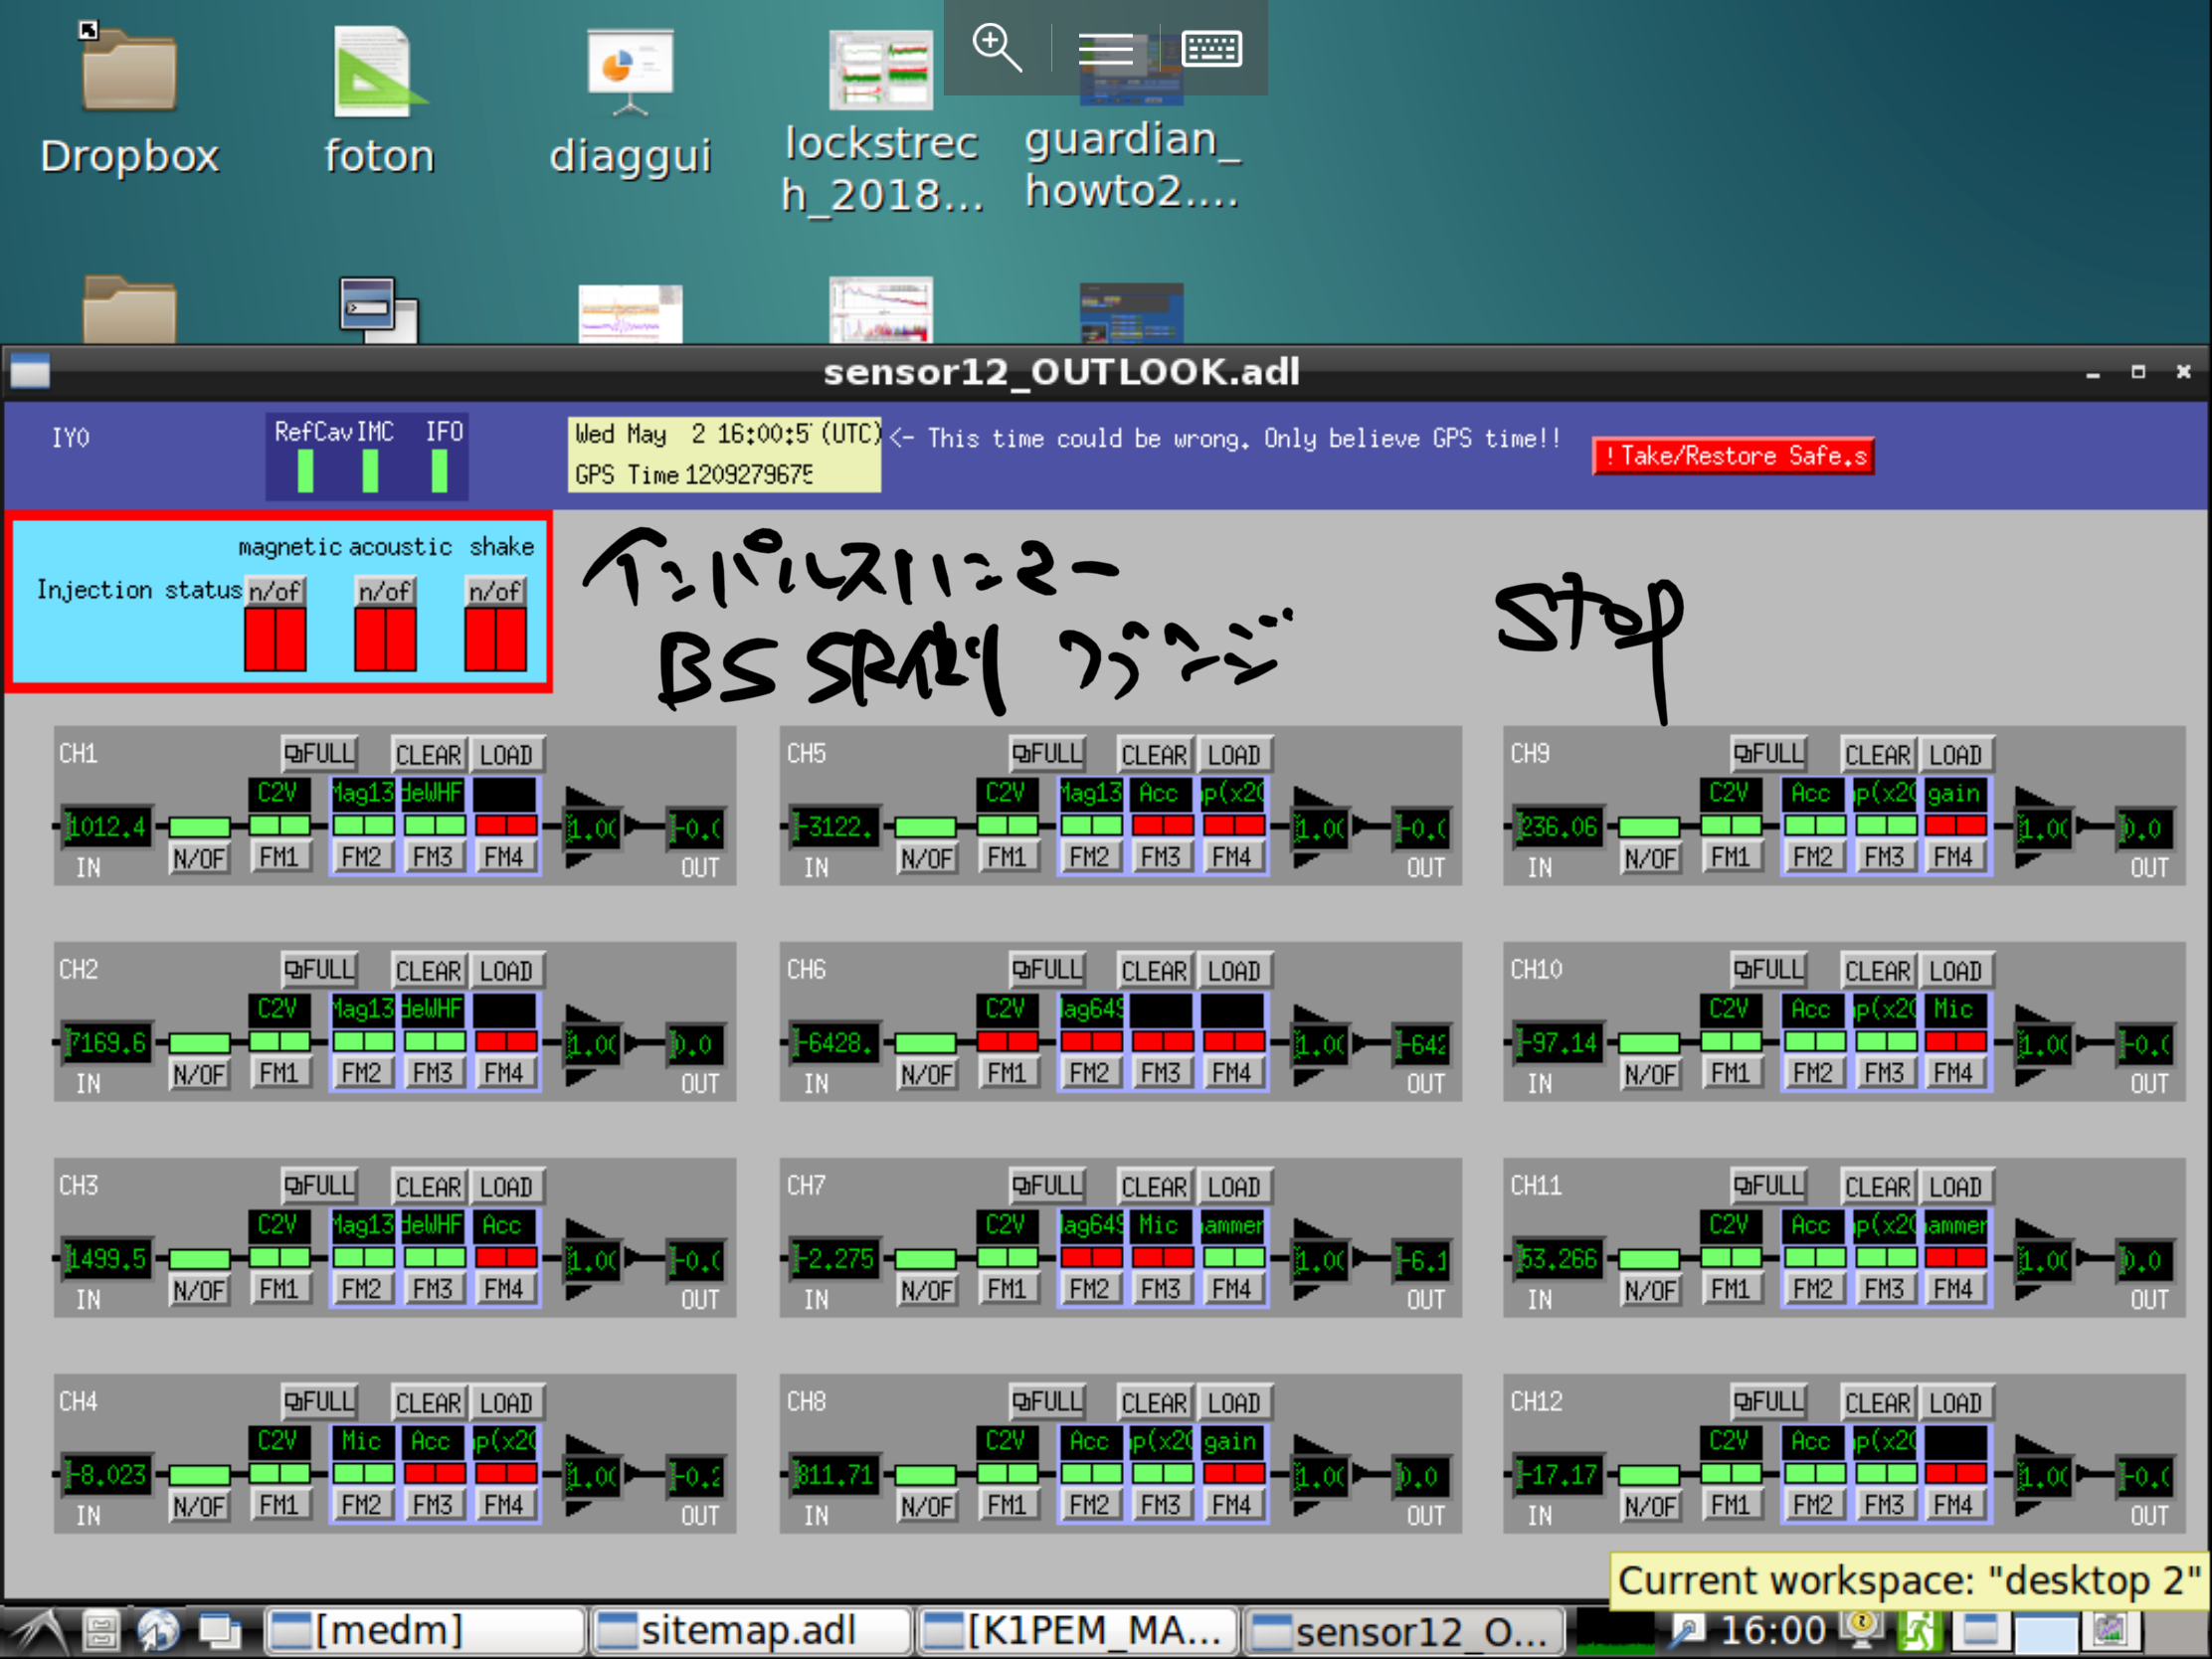 Dropbox
foton
diaggui
lockstrec
h_2018...
guardian_
howto2....
sensor12_OUTLOOK.adl
IYO
RefCav IMC IFO
Wed May 2 16:00:5 (UTC)
GPS Time 1209279675
<- This time could be wrong. Only believe GPS time!!
!Take/Restore Safe.s
magnetic acoustic shake
Injection status n/of n/of n/of
インパルスハンマー
BS SR側 フランジ
Stop
CH1 FULL CLEAR LOAD
C2V Mag13 deWHF
1012.4 1.0( -0.(
IN N/OF FM1 FM2 FM3 FM4 OUT
CH5 FULL CLEAR LOAD
C2V Mag13 Acc p(x2(
-3122. 1.0( -0.(
IN N/OF FM1 FM2 FM3 FM4 OUT
CH9 FULL CLEAR LOAD
C2V Acc p(x2( gain
236.06 1.0( 0.0
IN N/OF FM1 FM2 FM3 FM4 OUT
CH2 FULL CLEAR LOAD
C2V Mag13 deWHF
7169.6 1.0( 0.0
IN N/OF FM1 FM2 FM3 FM4 OUT
CH6 FULL CLEAR LOAD
C2V lag649
-6428. 1.0( -642
IN N/OF FM1 FM2 FM3 FM4 OUT
CH10 FULL CLEAR LOAD
C2V Acc p(x2( Mic
-97.14 1.0( -0.(
IN N/OF FM1 FM2 FM3 FM4 OUT
CH3 FULL CLEAR LOAD
C2V Mag13 deWHF Acc
1499.5 1.0( -0.(
IN N/OF FM1 FM2 FM3 FM4 OUT
CH7 FULL CLEAR LOAD
C2V lag649 Mic ammer
-2.275 1.0( -6.1
IN N/OF FM1 FM2 FM3 FM4 OUT
CH11 FULL CLEAR LOAD
C2V Acc p(x2( ammer
53.266 1.0( 0.0
IN N/OF FM1 FM2 FM3 FM4 OUT
CH4 FULL CLEAR LOAD
C2V Mic Acc p(x2(
-8.023 1.0( -0.2
IN N/OF FM1 FM2 FM3 FM4 OUT
CH8 FULL CLEAR LOAD
C2V Acc p(x2( gain
811.71 1.0( 0.0
IN N/OF FM1 FM2 FM3 FM4 OUT
CH12 FULL CLEAR LOAD
C2V Acc p(x2(
-17.17 1.0( -0.(
IN N/OF FM1 FM2 FM3 FM4 OUT
Current workspace: "desktop 2"
[medm]
sitemap.adl
[K1PEM_MA...
sensor12_O...
16:00